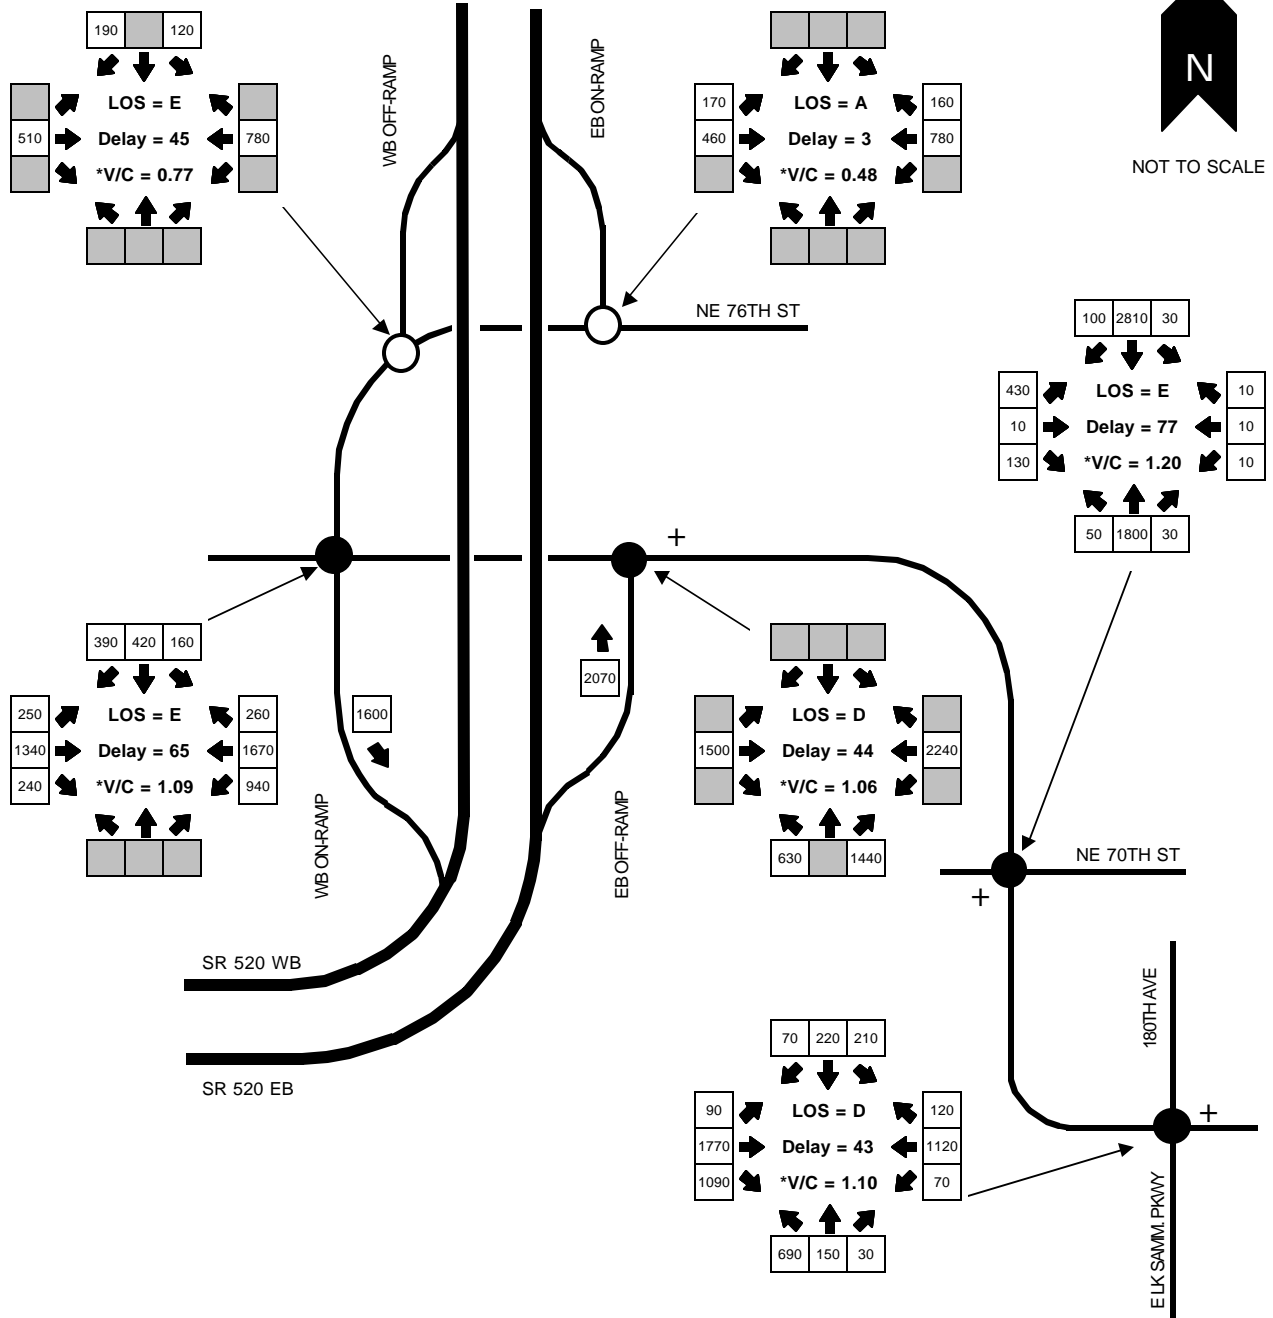 190 120
LOS = E
510 Delay = 45 780
*V/C = 0.77
WB OFF-RAMP
EB ON-RAMP
170 LOS = A 160
460 Delay = 3 780
*V/C = 0.48
N
NOT TO SCALE
NE 76TH ST
100 2810 30
430 LOS = E 10
10 Delay = 77 10
130 *V/C = 1.20 10
50 1800 30
+
390 420 160
250 LOS = E 260
1340 Delay = 65 1670
240 *V/C = 1.09 940
1600
2070
WB ON-RAMP
EB OFF-RAMP
LOS = D
1500 Delay = 44 2240
*V/C = 1.06
630 1440
NE 70TH ST
+
SR 520 WB
SR 520 EB
180TH AVE
70 220 210
90 LOS = D 120
1770 Delay = 43 1120
1090 *V/C = 1.10 70
690 150 30
+
E LK SAMM. PKWY